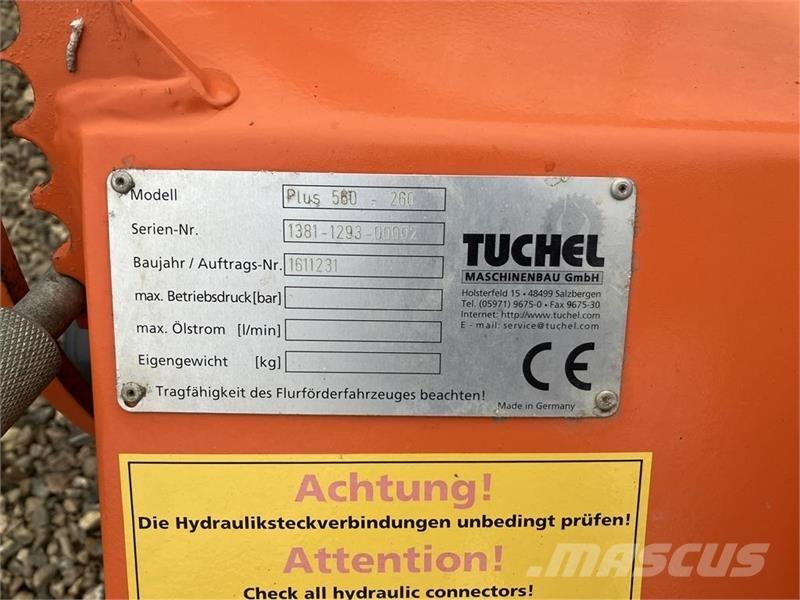 Modell Plus 560 - 260
Serien-Nr. 1381-1293-00002
Baujahr / Auftrags-Nr. 1611231
max. Betriebsdruck [bar]
max. Ölstrom [l/min]
Eigengewicht [kg]
Tragfähigkeit des Flurförderfahrzeuges beachten!
TUCHEL
MASCHINENBAU GmbH
Holsterfeld 15 • 48499 Salzbergen
Tel. (05971) 9675-0 • Fax 9675-30
Internet: http://www.tuchel.com
E - mail: service@tuchel.com
CE
Made in Germany
Achtung!
Die Hydrauliksteckverbindungen unbedingt prüfen!
Attention!
Check all hydraulic connectors!
MASCUS